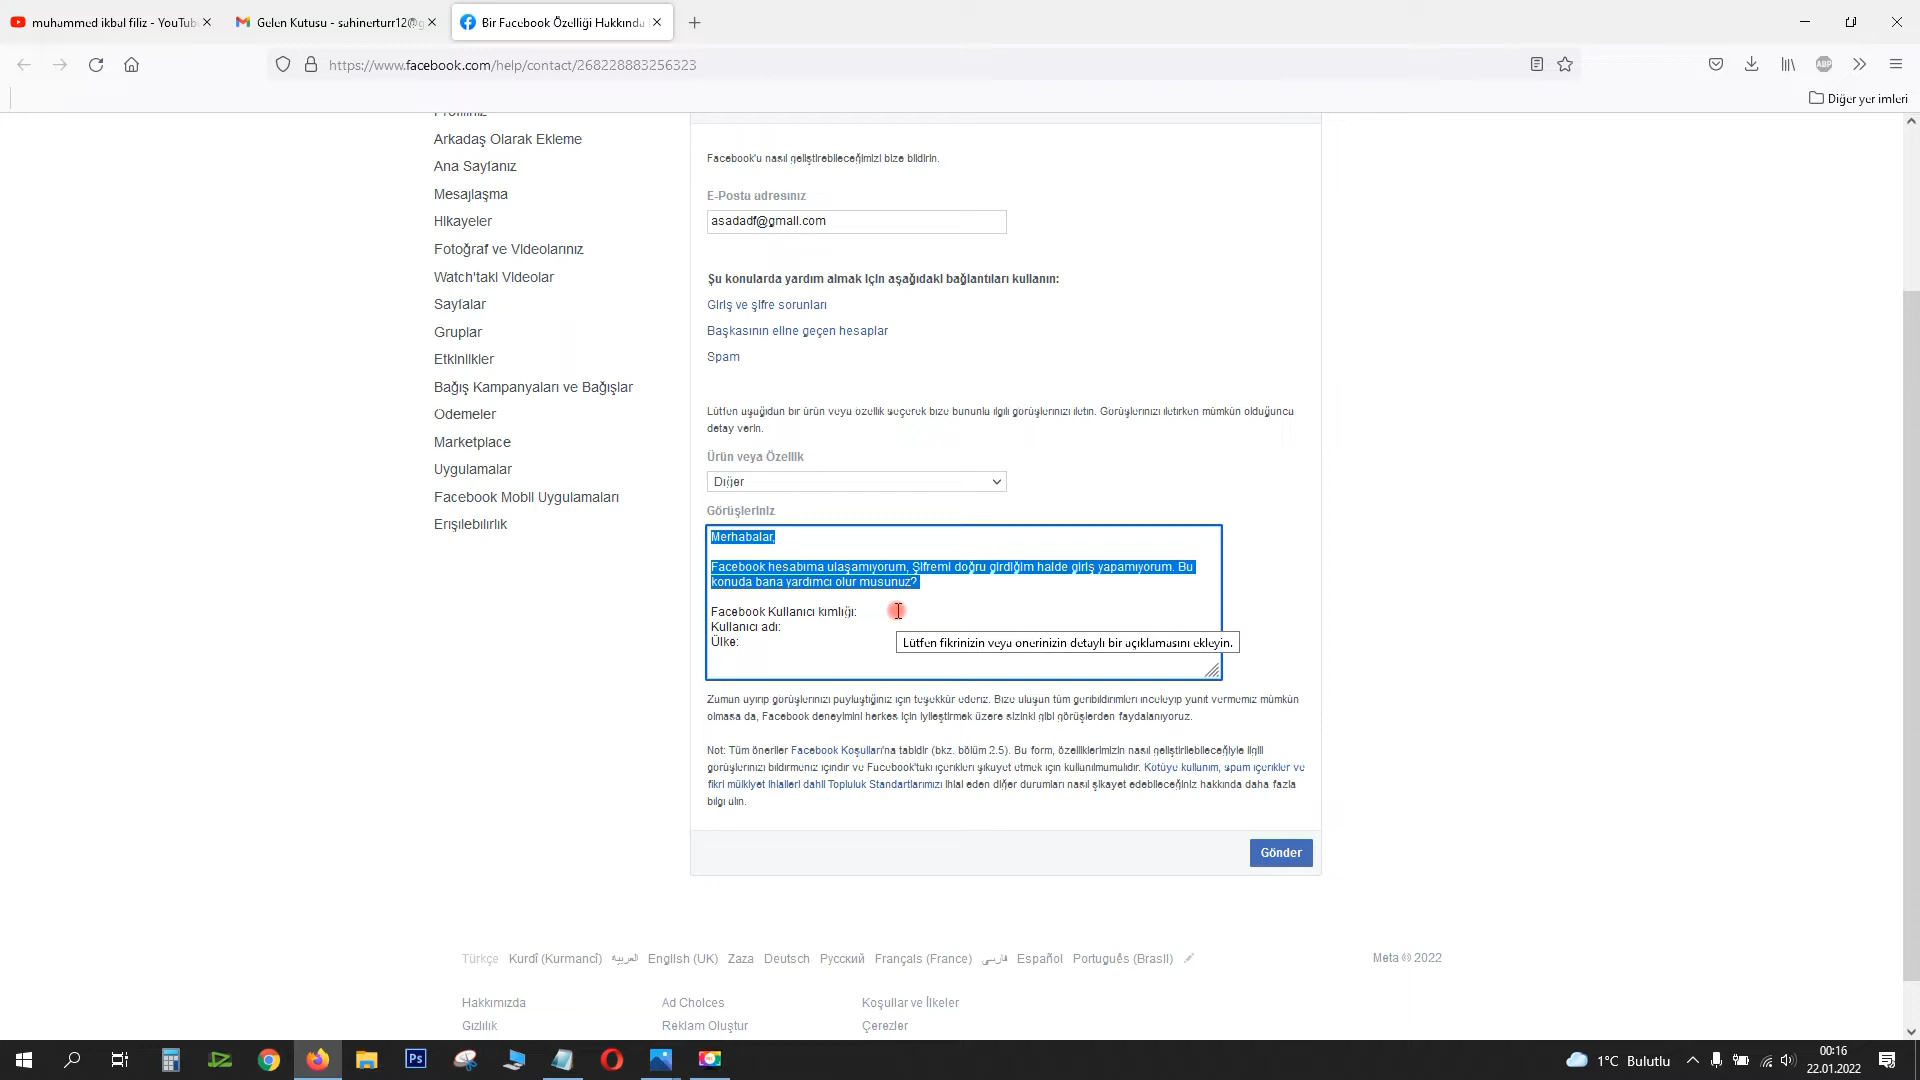 muhammed ikbal filiz - YouTub
Gelen Kutusu - sahinerturr12@g
Bir Facebook Özelliği Hakkında
https://www.facebook.com/help/contact/268228883256323
ABP
Diğer yer imleri
Profiliniz
Arkadaş Olarak Ekleme
Ana Sayfanız
Mesajlaşma
Hikayeler
Fotoğraf ve Videolarınız
Watch'taki Videolar
Sayfalar
Gruplar
Etkinlikler
Bağış Kampanyaları ve Bağışlar
Ödemeler
Marketplace
Uygulamalar
Facebook Mobil Uygulamaları
Erişilebilirlik
Facebook'u nasıl geliştirebileceğimizi bize bildirin.
E-Posta adresiniz
asadadf@gmail.com
Şu konularda yardım almak için aşağıdaki bağlantıları kullanın:
Giriş ve şifre sorunları
Başkasının eline geçen hesaplar
Spam
Lütfen aşağıdan bir ürün veya özellik seçerek bize bununla ilgili görüşlerinizi iletin. Görüşlerinizi iletirken mümkün olduğunca
detay verin.
Ürün veya Özellik
Diğer
Görüşleriniz
Merhabalar,
Facebook hesabıma ulaşamıyorum, Şifremi doğru girdiğim halde giriş yapamıyorum. Bu
konuda bana yardımcı olur musunuz?
Facebook Kullanıcı kimliği:
Kullanıcı adı:
Ülke:
Lütfen fikrinizin veya önerinizin detaylı bir açıklamasını ekleyin.
Zaman ayırıp görüşlerinizi paylaştığınız için teşekkür ederiz. Bize ulaşan tüm geribildirimleri inceleyip yanıt vermemiz mümkün
olmasa da, Facebook deneyimini herkes için iyileştirmek üzere sizinki gibi görüşlerden faydalanıyoruz.
Not: Tüm öneriler Facebook Koşulları'na tabidir (bkz. bölüm 2.5). Bu form, özelliklerimizin nasıl geliştirilebileceğiyle ilgili
görüşlerinizi bildirmeniz içindir ve Facebook'taki içerikleri şikayet etmek için kullanılmamalıdır. Kötüye kullanım, spam içerikler ve
fikri mülkiyet ihlalleri dahil Topluluk Standartlarımızı ihlal eden diğer durumları nasıl şikayet edebileceğiniz hakkında daha fazla
bilgi alın.
Gönder
Türkçe Kurdî (Kurmancî) العربية English (UK) Zaza Deutsch Русский Français (France) فارسی Español Português (Brasil)
Meta © 2022
Hakkımızda Ad Choices Koşullar ve İlkeler
Gizlilik Reklam Oluştur Çerezler
Ps
1°C Bulutlu
00:16
22.01.2022